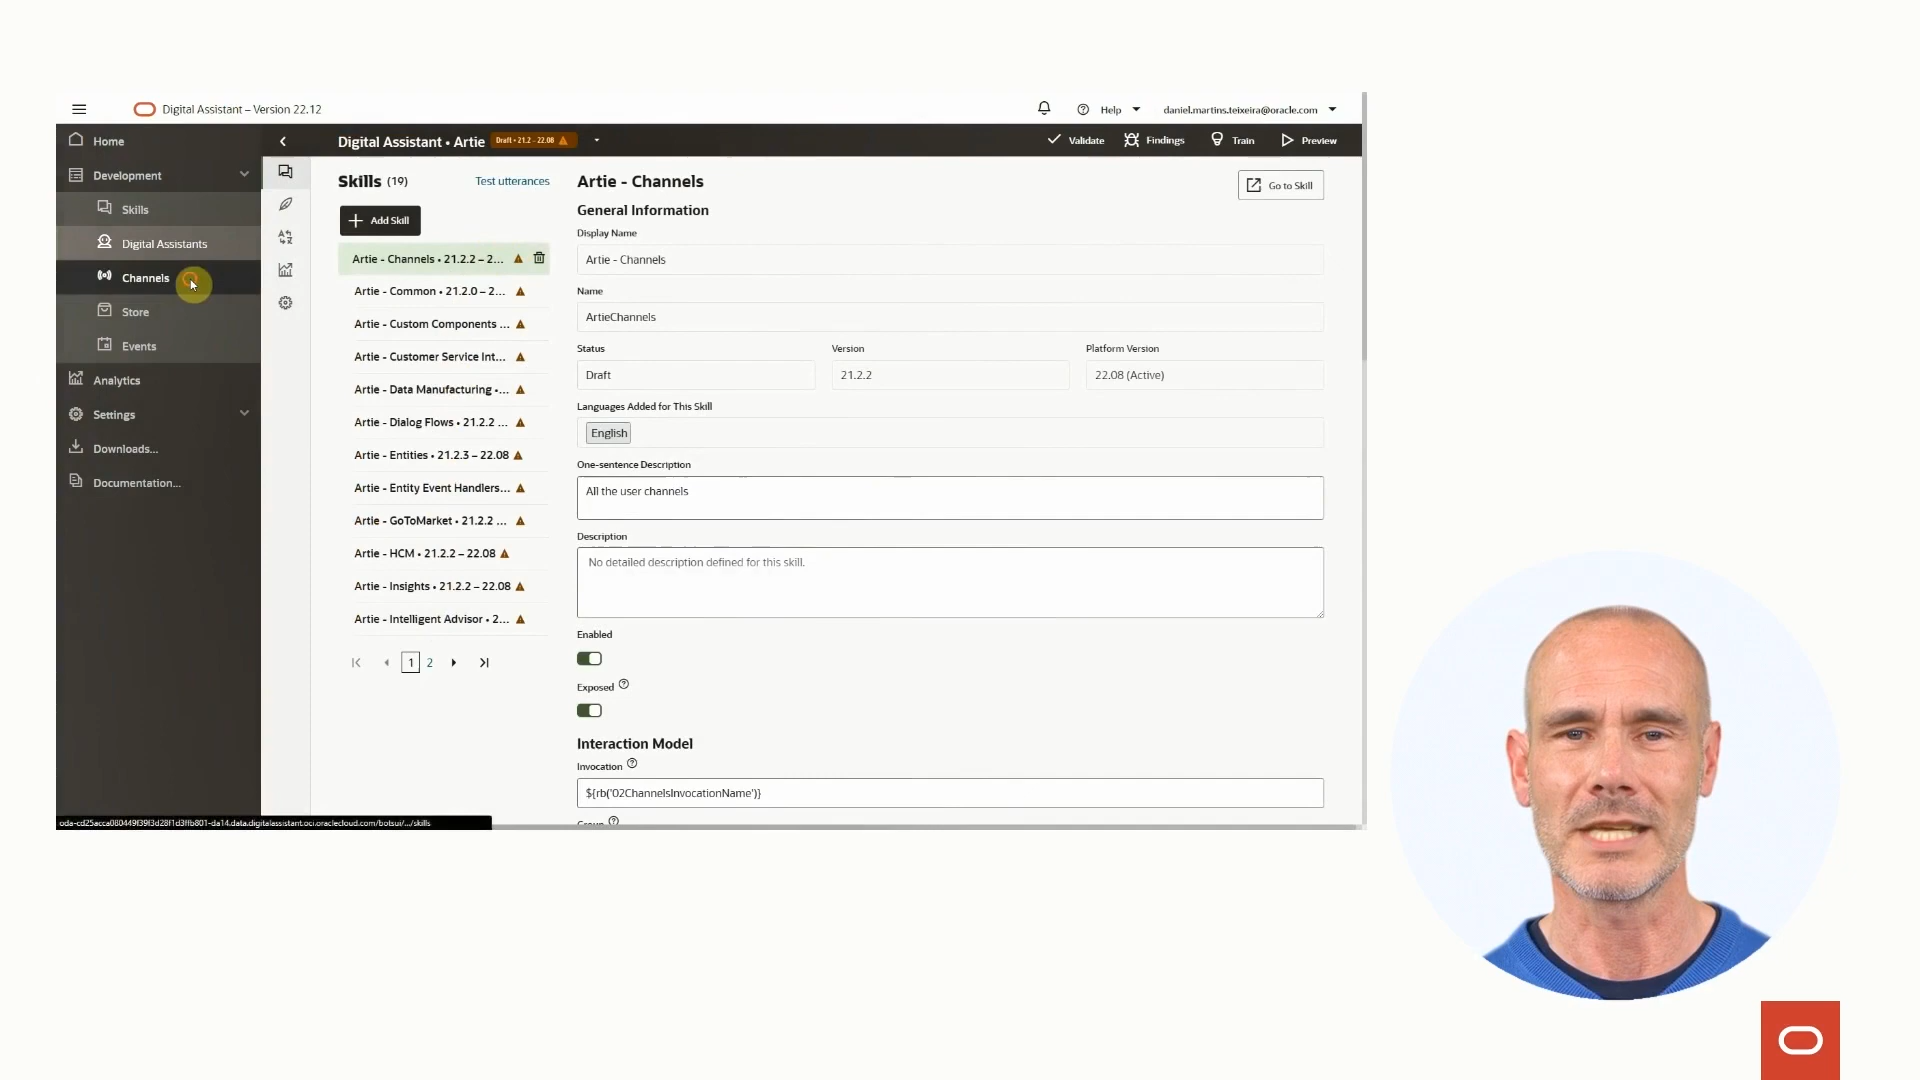 Digital Assistant – Version 22.12
Help
daniel.martins.teixeira@oracle.com
Home
Development
Skills
Digital Assistants
Channels
Store
Events
Analytics
Settings
Downloads...
Documentation...
Digital Assistant • Artie
Draft • 21.2 – 22.08
Validate
Findings
Train
Preview
Skills (19)
Test utterances
Add Skill
Artie - Channels • 21.2.2 – 2...
Artie - Common • 21.2.0 – 2...
Artie - Custom Components ...
Artie - Customer Service Int...
Artie - Data Manufacturing •...
Artie - Dialog Flows • 21.2.2 ...
Artie - Entities • 21.2.3 – 22.08
Artie - Entity Event Handlers...
Artie - GoToMarket • 21.2.2 ...
Artie - HCM • 21.2.2 – 22.08
Artie - Insights • 21.2.2 – 22.08
Artie - Intelligent Advisor • 2...
1 2
Artie - Channels
Go to Skill
General Information
Display Name
Artie - Channels
Name
ArtieChannels
Status
Version
Platform Version
Draft
21.2.2
22.08 (Active)
Languages Added for This Skill
English
One-sentence Description
All the user channels
Description
No detailed description defined for this skill.
Enabled
Exposed
Interaction Model
Invocation
${rb('02ChannelsInvocationName')}
Group